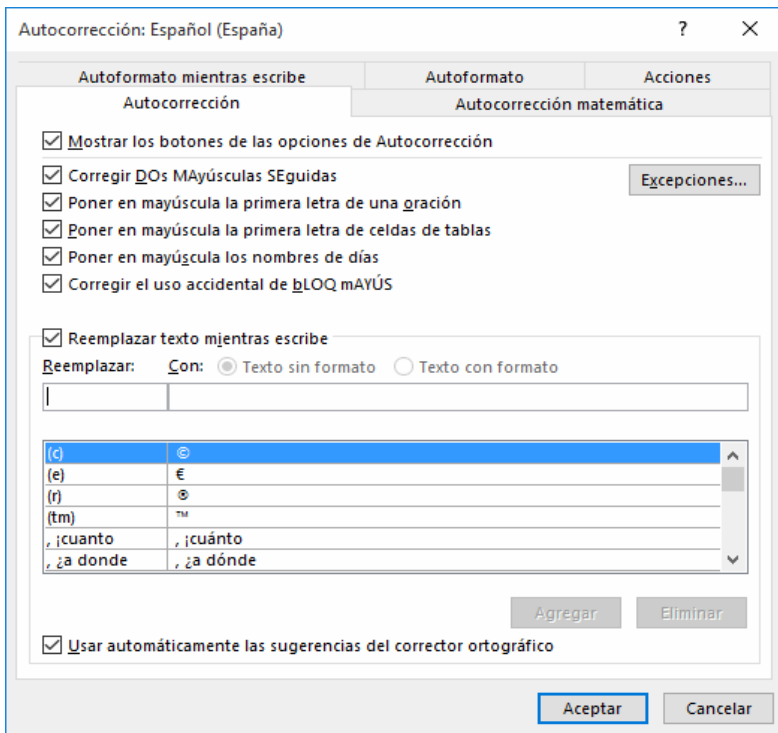 Autocorrección: Español (España)
Autoformato mientras escribe Autoformato Acciones
Autocorrección Autocorrección matemática
Mostrar los botones de las opciones de Autocorrección
Corregir DOs MAyúsculas SEguidas Excepciones...
Poner en mayúscula la primera letra de una oración
Poner en mayúscula la primera letra de celdas de tablas
Poner en mayúscula los nombres de días
Corregir el uso accidental de bLOQ mAYÚS
Reemplazar texto mientras escribe
Reemplazar: Con: Texto sin formato Texto con formato
(c) ©
(e) €
(r) ®
(tm) ™
, ¡cuanto , ¡cuánto
, ¿a donde , ¿a dónde
Agregar Eliminar
Usar automáticamente las sugerencias del corrector ortográfico
Aceptar Cancelar